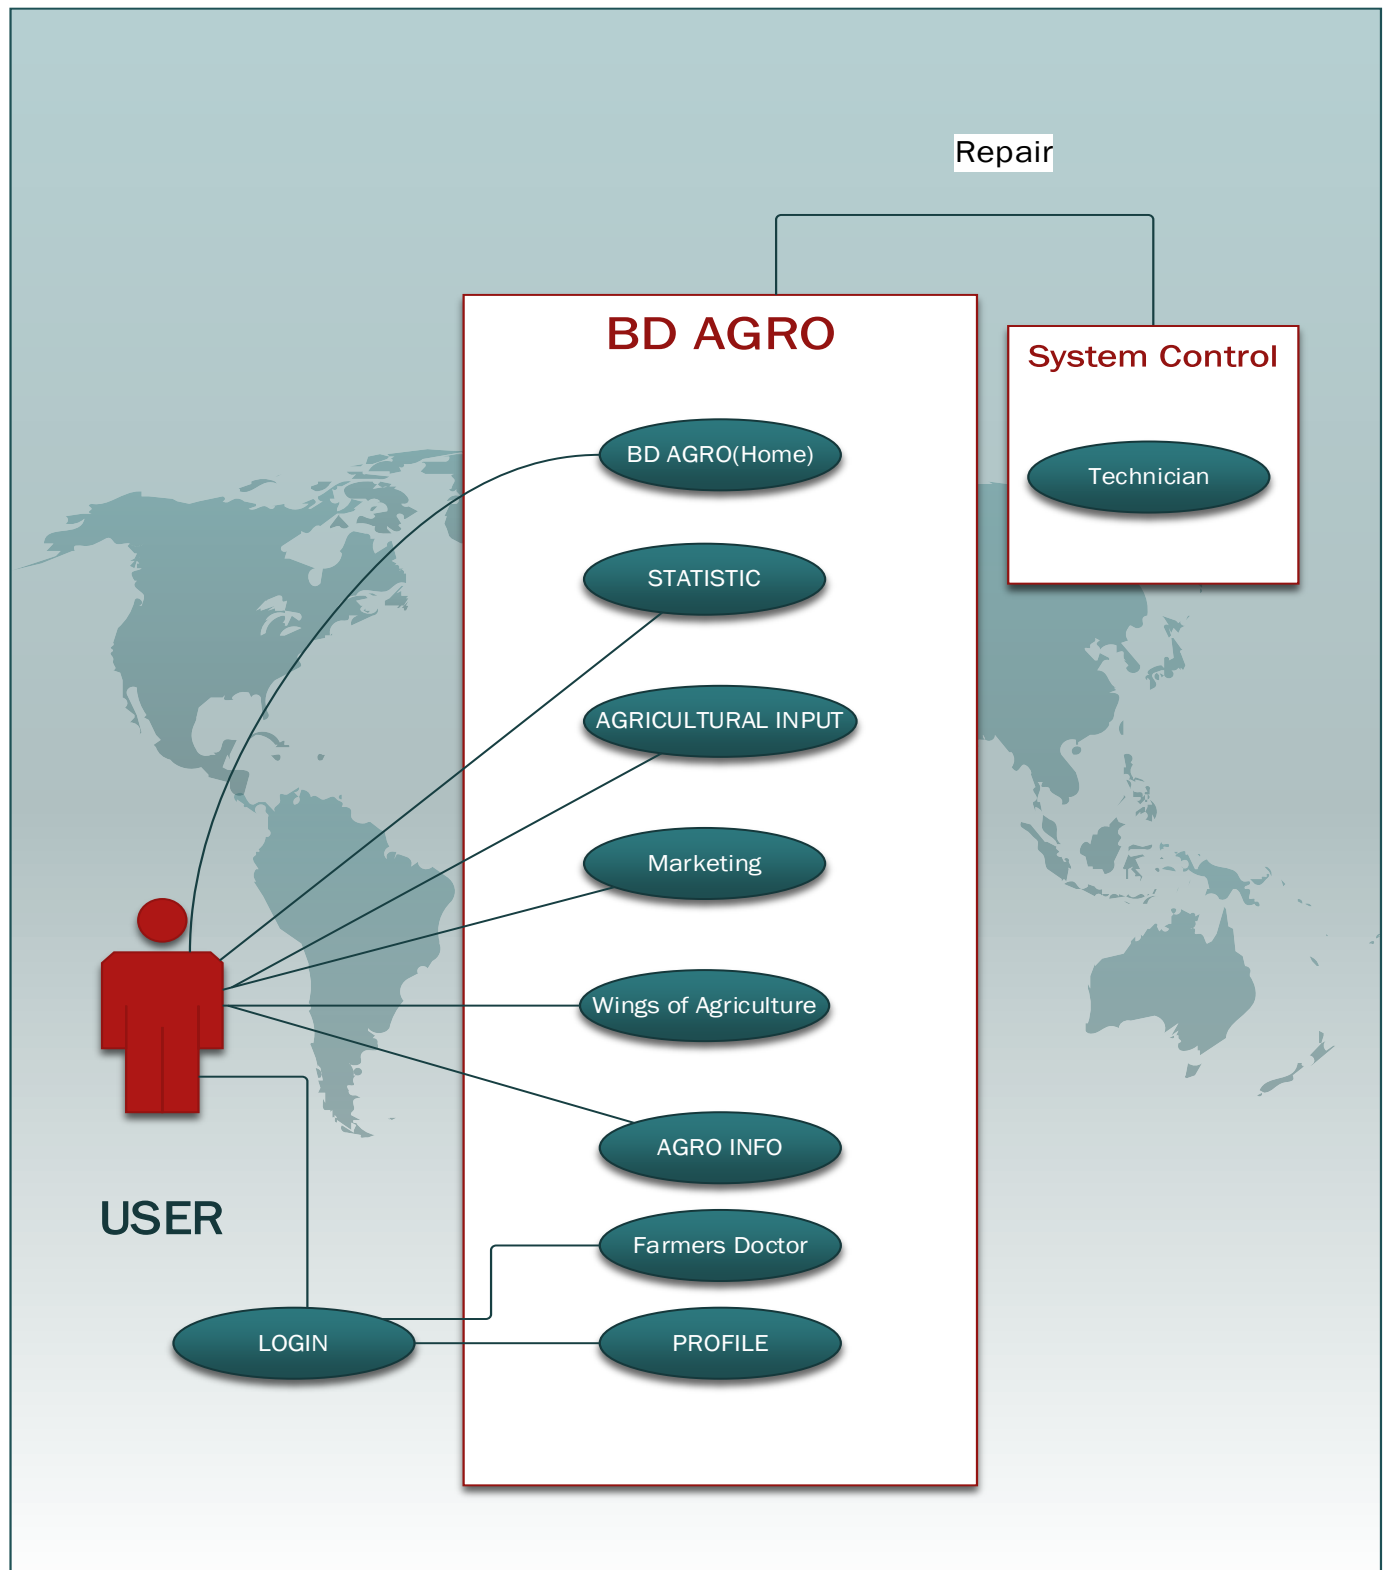 Repair
BD AGRO
System Control
BD AGRO(Home)
Technician
STATISTIC
AGRICULTURAL INPUT
Marketing
Wings of Agriculture
AGRO INFO
USER
Farmers Doctor
LOGIN
PROFILE